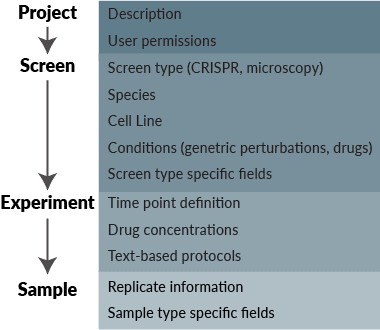 Project
Description
User permissions
Screen
Screen type (CRISPR, microscopy)
Species
Cell Line
Conditions (genetric perturbations, drugs)
Screen type specific fields
Experiment
Time point definition
Drug concentrations
Text-based protocols
Sample
Replicate information
Sample type specific fields